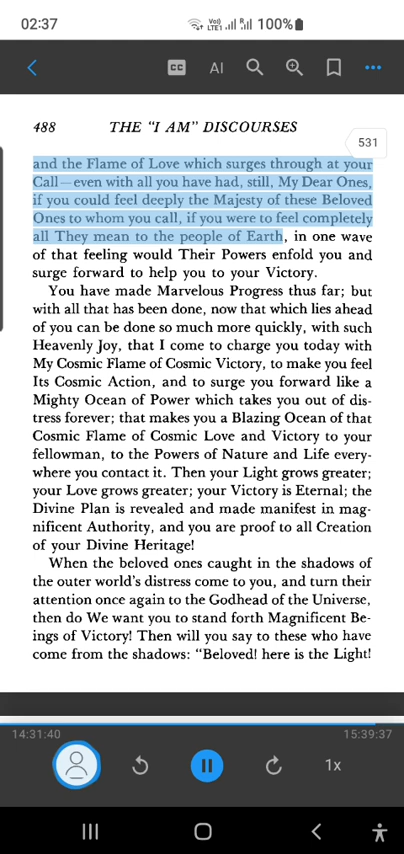 02:37
Vo) LTE1 R 100%
CC AI
488 THE "I AM" DISCOURSES
531
and the Flame of Love which surges through at your
Call—even with all you have had, still, My Dear Ones,
if you could feel deeply the Majesty of these Beloved
Ones to whom you call, if you were to feel completely
all They mean to the people of Earth, in one wave
of that feeling would Their Powers enfold you and
surge forward to help you to your Victory.
You have made Marvelous Progress thus far; but
with all that has been done, now that which lies ahead
of you can be done so much more quickly, with such
Heavenly Joy, that I come to charge you today with
My Cosmic Flame of Cosmic Victory, to make you feel
Its Cosmic Action, and to surge you forward like a
Mighty Ocean of Power which takes you out of dis-
tress forever; that makes you a Blazing Ocean of that
Cosmic Flame of Cosmic Love and Victory to your
fellowman, to the Powers of Nature and Life every-
where you contact it. Then your Light grows greater;
your Love grows greater; your Victory is Eternal; the
Divine Plan is revealed and made manifest in mag-
nificent Authority, and you are proof to all Creation
of your Divine Heritage!
When the beloved ones caught in the shadows of
the outer world's distress come to you, and turn their
attention once again to the Godhead of the Universe,
then do We want you to stand forth Magnificent Be-
ings of Victory! Then will you say to these who have
come from the shadows: "Beloved! here is the Light!
14:31:40 15:39:37
1x